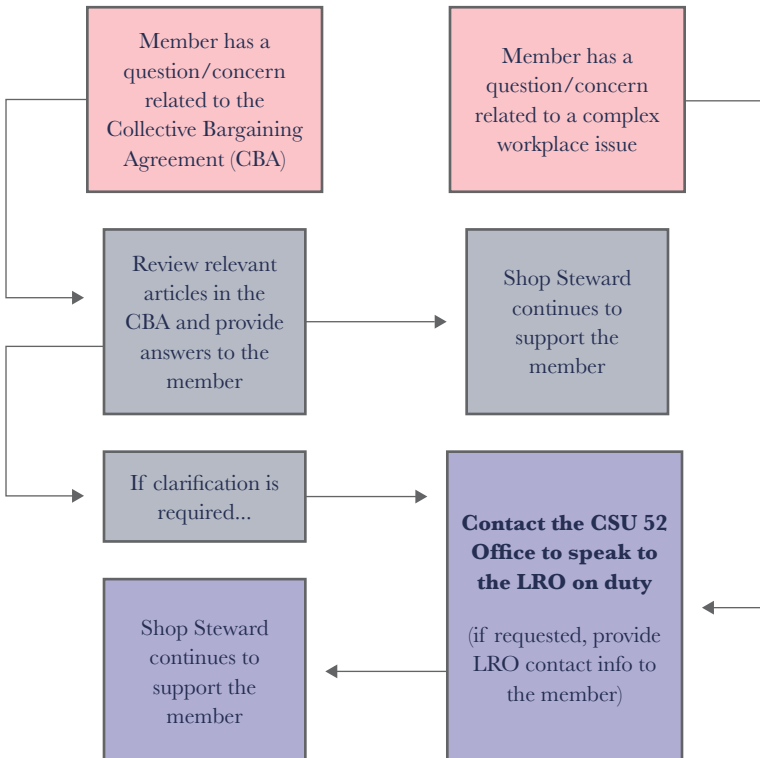 Member has a
question/concern
related to the
Collective Bargaining
Agreement (CBA)
Member has a
question/concern
related to a complex
workplace issue
Review relevant
articles in the
CBA and provide
answers to the
member
Shop Steward
continues to
support the
member
If clarification is
required...
Contact the CSU 52
Office to speak to
the LRO on duty
(if requested, provide
LRO contact info to
the member)
Shop Steward
continues to
support the
member